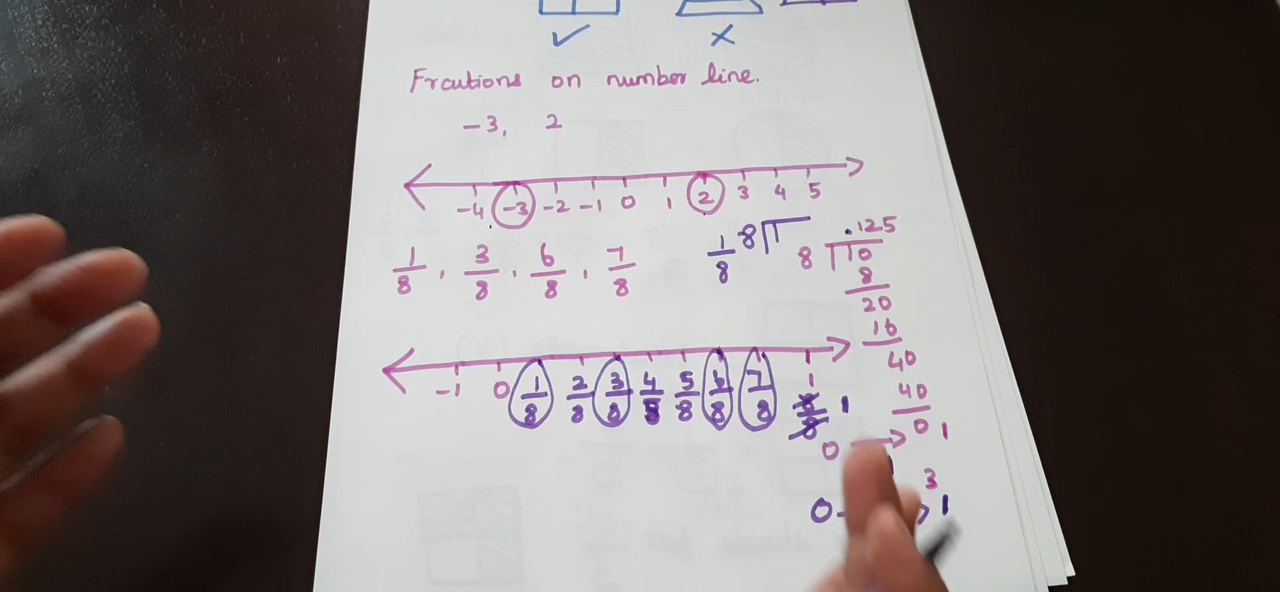 Frcutions on number line.
-3, 2
-4 -3 -2 -1 0 1 2 3 4 5
1/8, 3/8, 6/8, 7/8
1/8 8
.125
8 10
8
20
16
40
40
0
-1 0 1/8 2/8 3/8 4/8 5/8 6/8 7/8 1
8/8 1
0 → 1
3
0 → 1